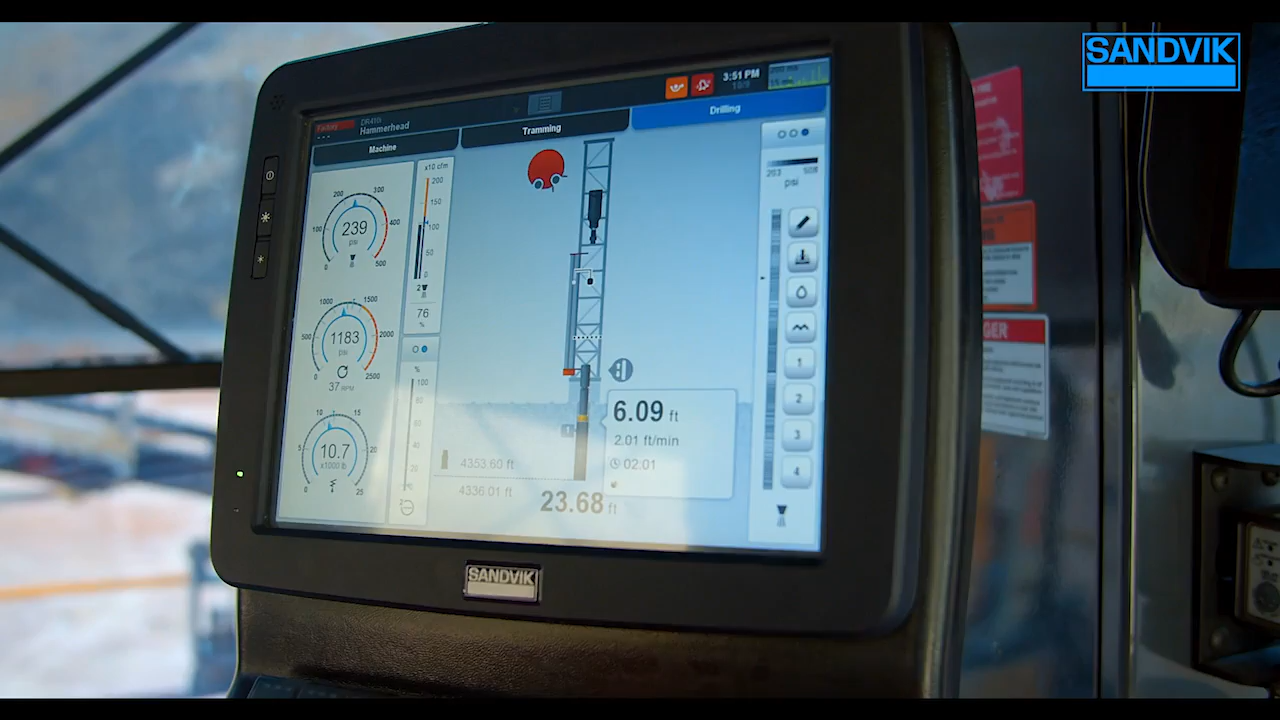 SANDVIK
3:51 PM
DR410i
Hammerhead
Machine
Tramming
Drilling
x10 cfm
200
150
100
50
0
76
%
100
200
300
400
500
0
239
psi
203
508
psi
500
1000
1500
2000
2500
0
1183
psi
37 RPM
%
100
80
60
40
20
5
10
15
20
25
0
10.7
x1000 lb
6.09 ft
2.01 ft/min
02:01
4353.60 ft
4336.01 ft
23.68 ft
1
2
3
4
SANDVIK